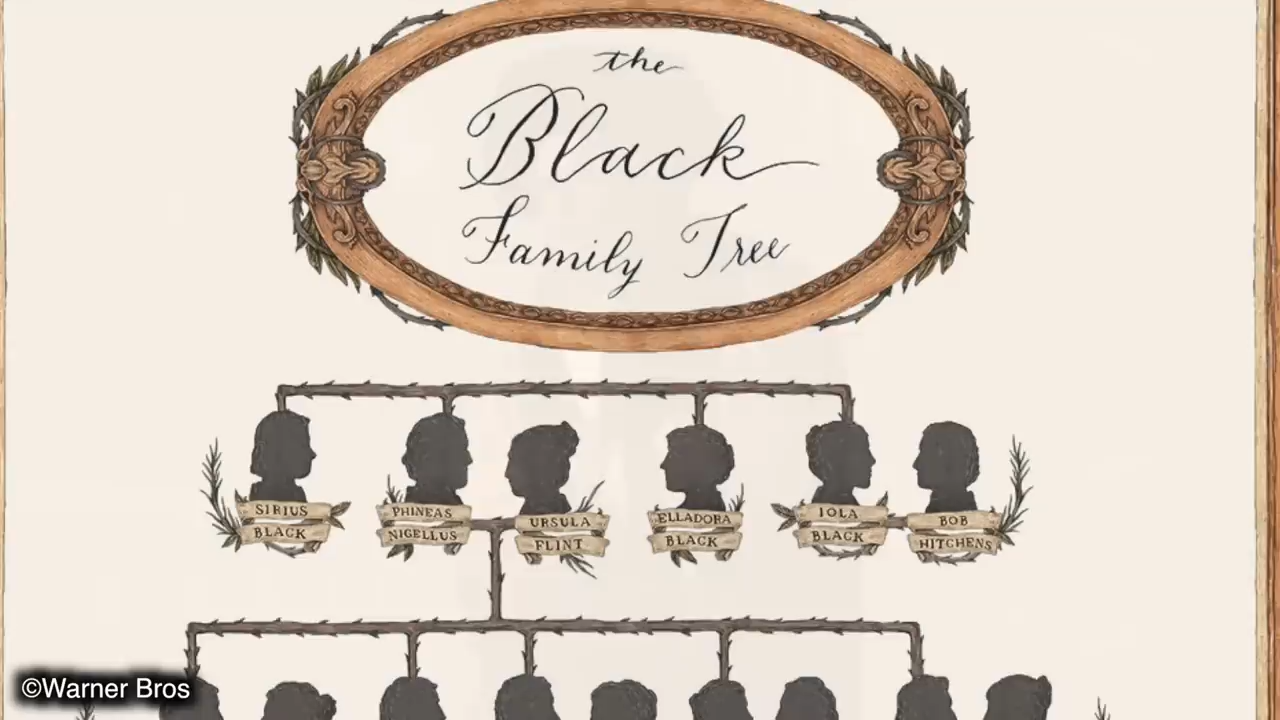 the
Black
Family Tree
SIRIUS
BLACK
PHINEAS
NIGELLUS
URSULA
FLINT
ELLADORA
BLACK
IOLA
BLACK
BOB
HITCHENS
©Warner Bros